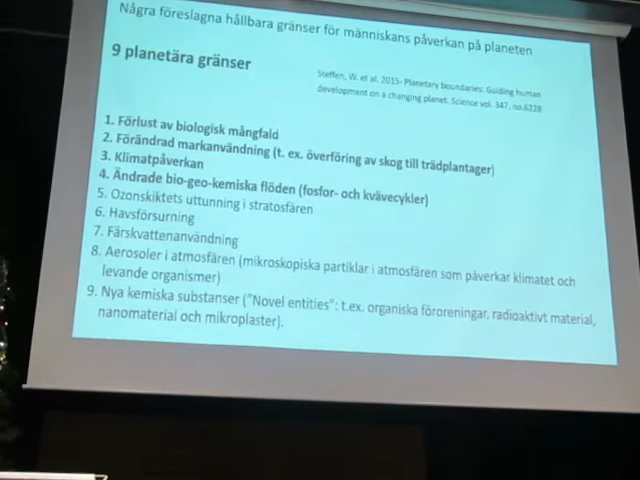 Några föreslagna hållbara gränser för människans påverkan på planeten
9 planetära gränser
Steffen, W. et al. 2015- Planetary boundaries: Guiding human
development on a changing planet. Science vol. 347. no.6228
1. Förlust av biologisk mångfald
2. Förändrad markanvändning (t. ex. överföring av skog till trädplantager)
3. Klimatpåverkan
4. Ändrade bio-geo-kemiska flöden (fosfor- och kvävecykler)
5. Ozonskiktets uttunning i stratosfären
6. Havsförsurning
7. Färskvattenanvändning
8. Aerosoler i atmosfären (mikroskopiska partiklar i atmosfären som påverkar klimatet och
levande organismer)
9. Nya kemiska substanser ("Novel entities": t.ex. organiska föroreningar, radioaktivt material,
nanomaterial och mikroplaster).